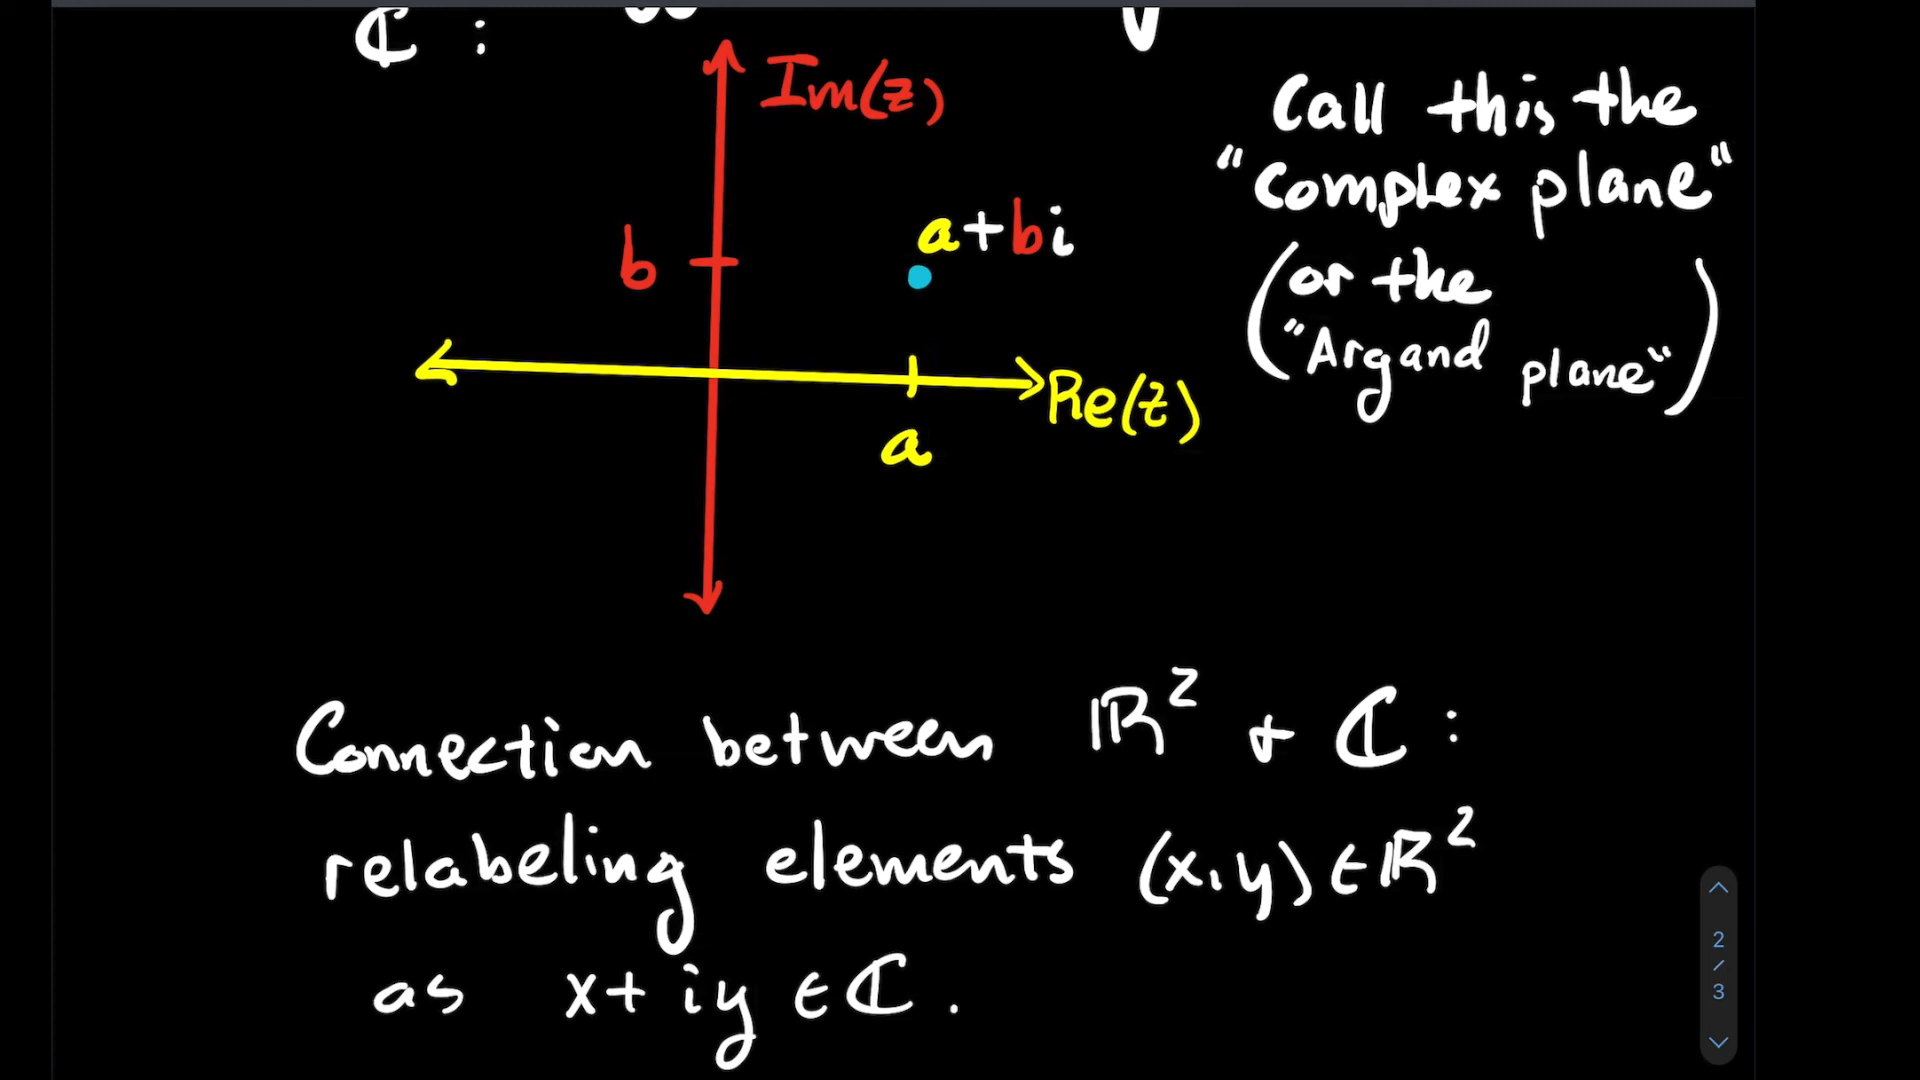 ℂ :
Im(z)
Call this the
"Complex plane"
a+bi
b
(or the
"Argand plane")
Re(z)
a
Connection between ℝ² + ℂ :
relabeling elements (x,y) ∈ ℝ²
as x+iy ∈ ℂ.
2
/
3